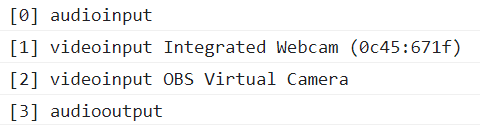 [0] audioinput
[1] videoinput Integrated Webcam (0c45:671f)
[2] videoinput OBS Virtual Camera
[3] audiooutput